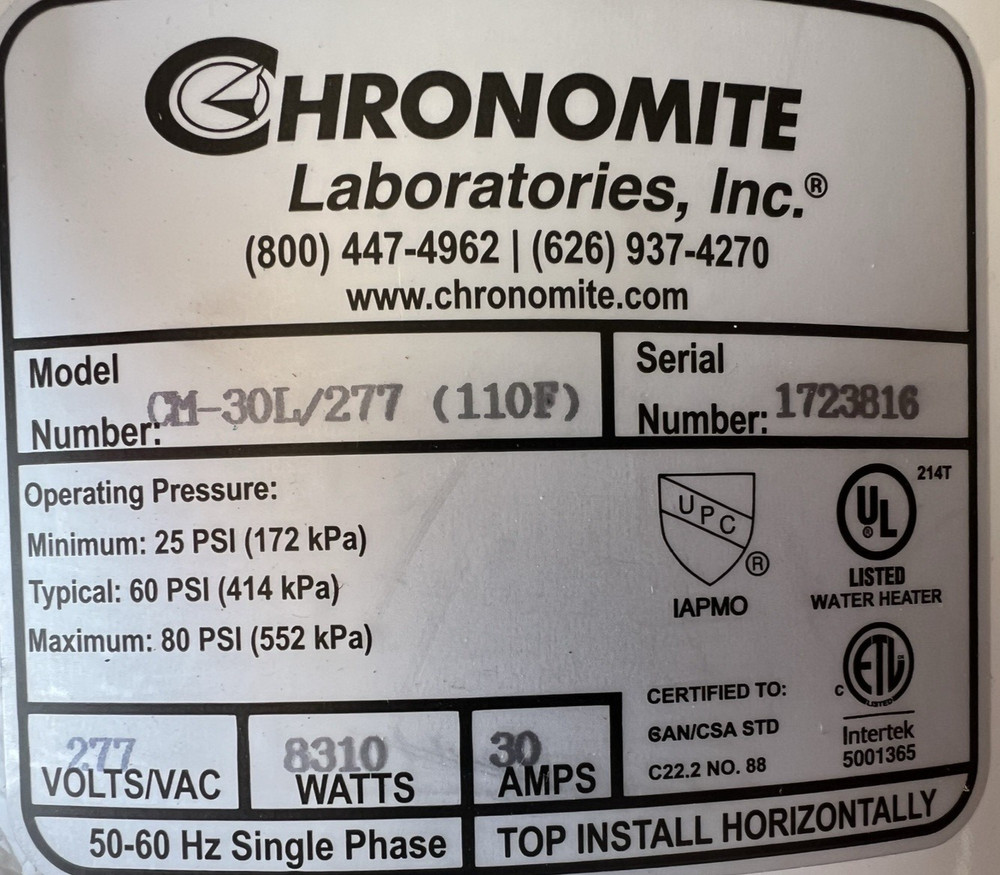 CHRONOMITE
Laboratories, Inc.®
(800) 447-4962 | (626) 937-4270
www.chronomite.com
Model
Number: CM-30L/277 (110F)
Serial
Number: 1723816
Operating Pressure:
Minimum: 25 PSI (172 kPa)
Typical: 60 PSI (414 kPa)
Maximum: 80 PSI (552 kPa)
UPC
®
IAPMO
UL
®
214T
LISTED
WATER HEATER
CERTIFIED TO:
CAN/CSA STD
C22.2 NO. 88
C
ETL
LISTED
Intertek
5001365
277
VOLTS/VAC
8310
WATTS
30
AMPS
50-60 Hz Single Phase
TOP INSTALL HORIZONTALLY